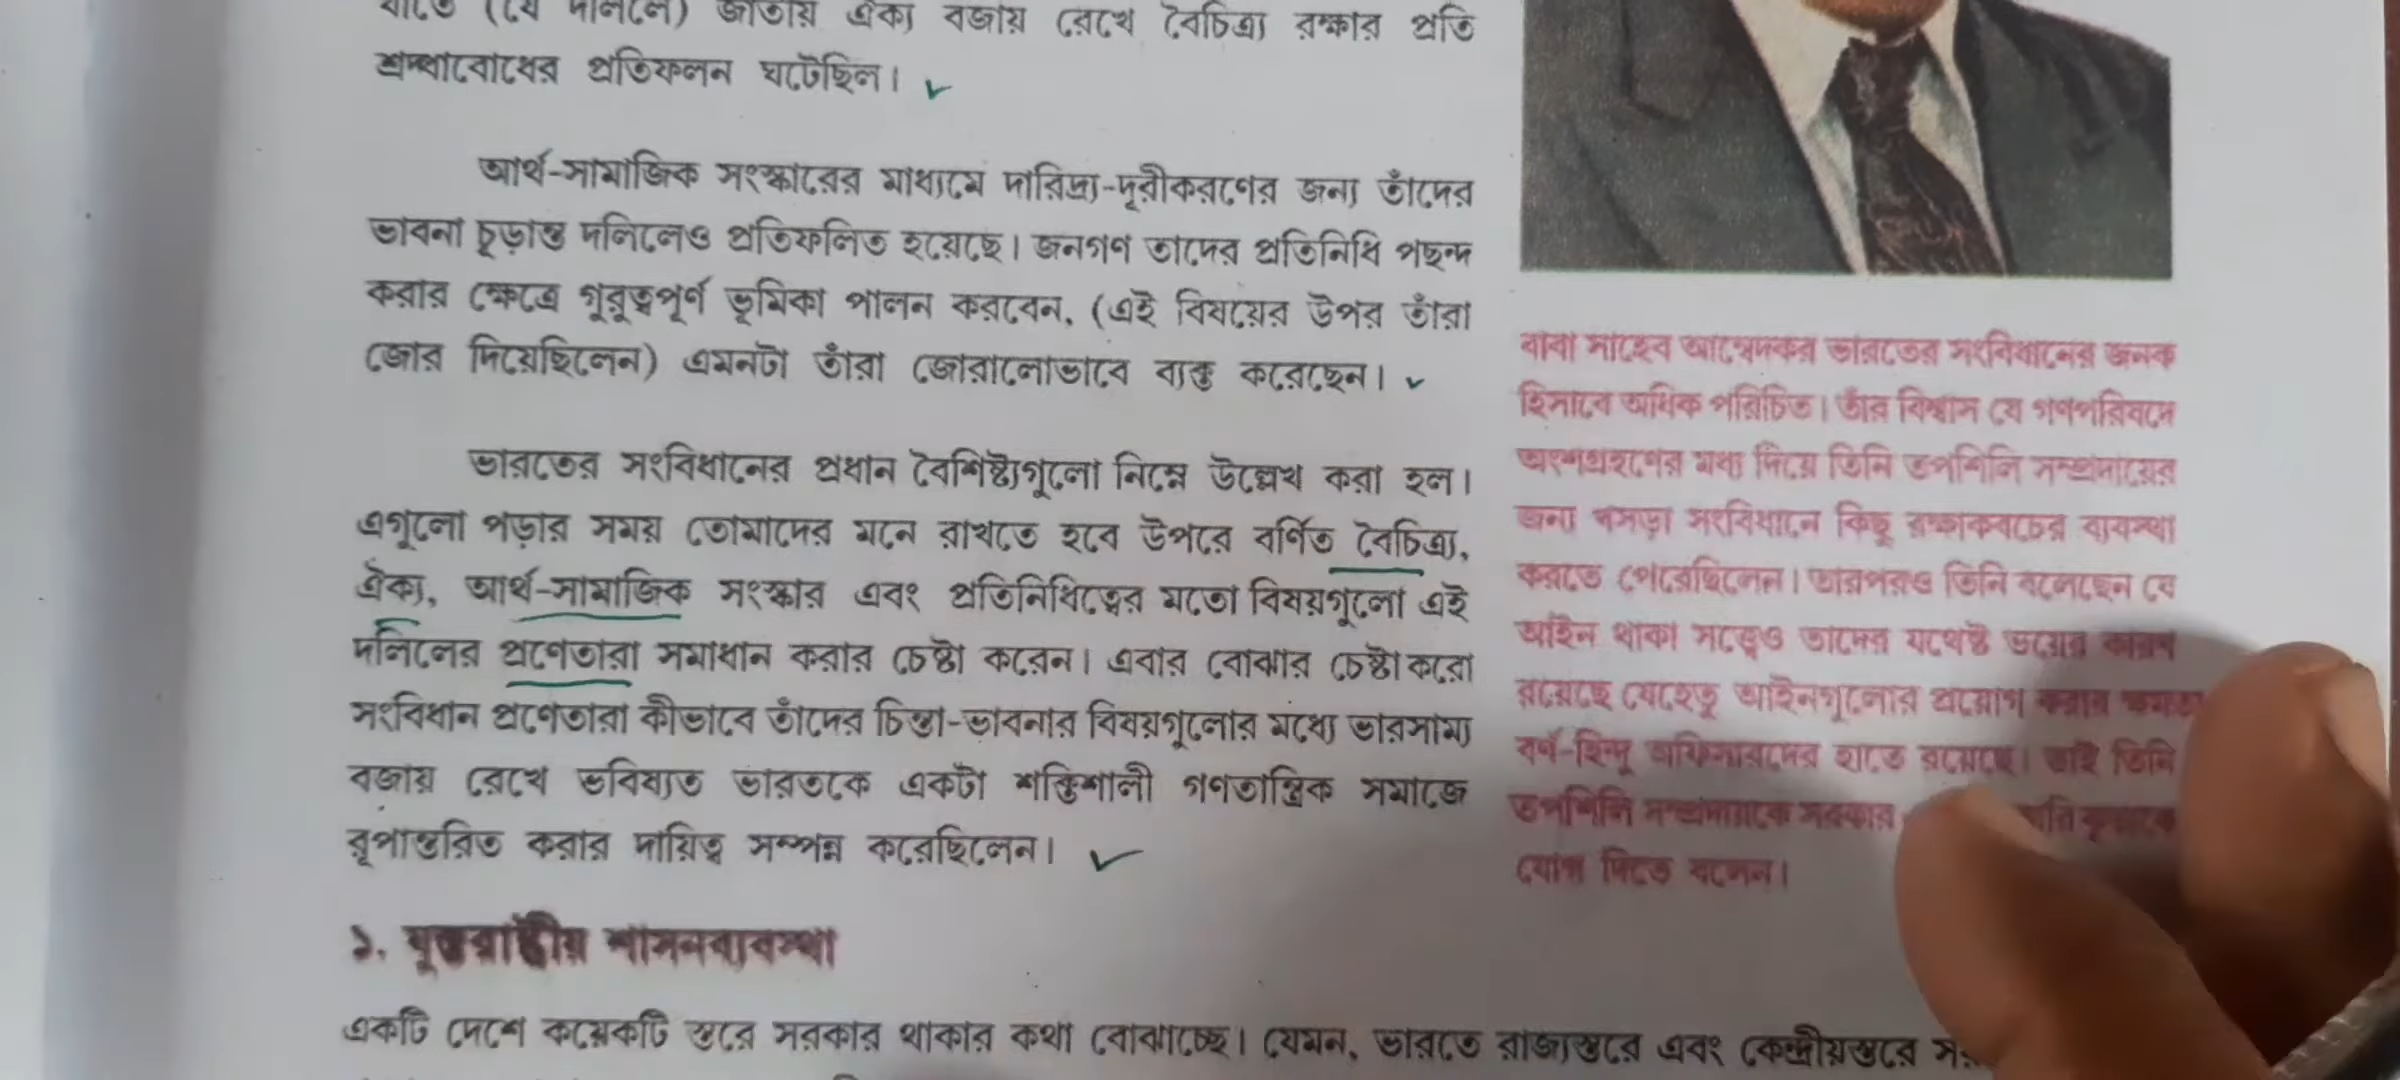 যাতে (যে দলিলে) জাতীয় ঐক্য বজায় রেখে বৈচিত্র্য রক্ষার প্রতি
শ্রদ্ধাবোধের প্রতিফলন ঘটেছিল।
আর্থ-সামাজিক সংস্কারের মাধ্যমে দারিদ্র্য-দূরীকরণের জন্য তাঁদের
ভাবনা চূড়ান্ত দলিলেও প্রতিফলিত হয়েছে। জনগণ তাদের প্রতিনিধি পছন্দ
করার ক্ষেত্রে গুরুত্বপূর্ণ ভূমিকা পালন করবেন, (এই বিষয়ের উপর তাঁরা
জোর দিয়েছিলেন) এমনটা তাঁরা জোরালোভাবে ব্যক্ত করেছেন।
ভারতের সংবিধানের প্রধান বৈশিষ্ট্যগুলো নিম্নে উল্লেখ করা হল।
এগুলো পড়ার সময় তোমাদের মনে রাখতে হবে উপরে বর্ণিত বৈচিত্র্য,
ঐক্য, আর্থ-সামাজিক সংস্কার এবং প্রতিনিধিত্বের মতো বিষয়গুলো এই
দলিলের প্রণেতারা সমাধান করার চেষ্টা করেন। এবার বোঝার চেষ্টা করো
সংবিধান প্রণেতারা কীভাবে তাঁদের চিন্তা-ভাবনার বিষয়গুলোর মধ্যে ভারসাম্য
বজায় রেখে ভবিষ্যত ভারতকে একটা শক্তিশালী গণতান্ত্রিক সমাজে
রূপান্তরিত করার দায়িত্ব সম্পন্ন করেছিলেন।
১. যুক্তরাষ্ট্রীয় শাসনব্যবস্থা
একটি দেশে কয়েকটি স্তরে সরকার থাকার কথা বোঝাচ্ছে। যেমন, ভারতে রাজ্যস্তরে এবং কেন্দ্রীয়স্তরে
বাবা সাহেব আম্বেদকর ভারতের সংবিধানের জনক
হিসাবে অধিক পরিচিত। তাঁর বিশ্বাস যে গণপরিষদে
অংশগ্রহণের মধ্য দিয়ে তিনি তপশিলি সম্প্রদায়ের
জন্য খসড়া সংবিধানে কিছু রক্ষাকবচের ব্যবস্থা
করতে পেরেছিলেন। তারপরও তিনি বলেছেন যে
আইন থাকা সত্ত্বেও তাদের যথেষ্ট ভয়ের কারণ
রয়েছে যেহেতু আইনগুলোর প্রয়োগ করার ক্ষমতা
বর্ণ-হিন্দু অফিসারদের হাতে রয়েছে। তাই তিনি
তপশিলি সম্প্রদায়কে সরকার
যোগ দিতে বলেন।